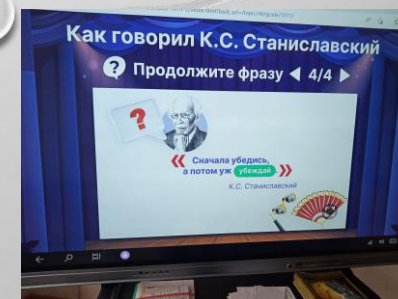 Как говорил К.С. Станиславский
? Продолжите фразу 4/4
?
« Сначала убедись,
а потом уж убеждай. »
К.С. Станиславский